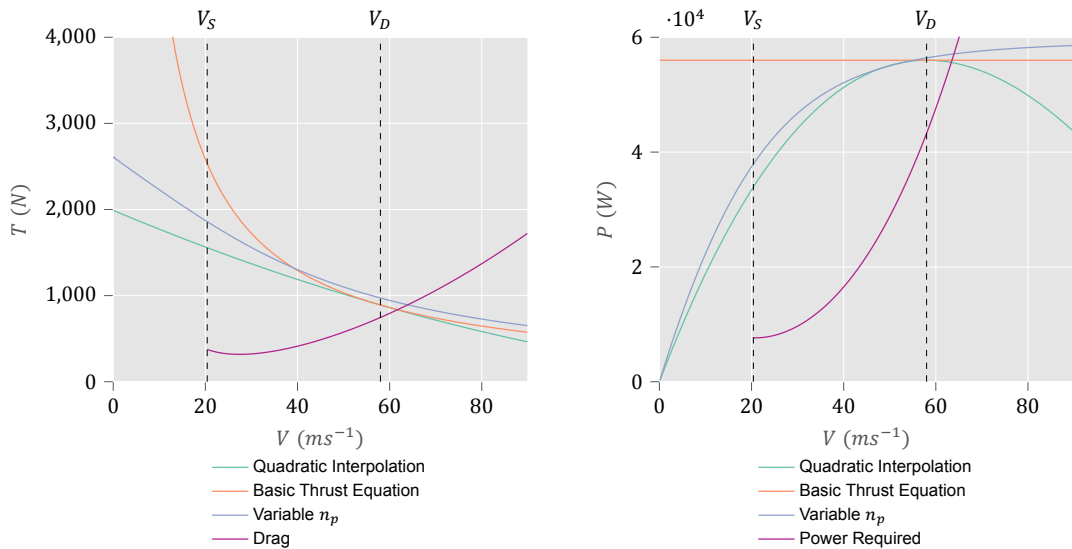 V_S V_D
4,000
3,000
2,000
1,000
0
T (N)
0 20 40 60 80
V (ms⁻¹)
Quadratic Interpolation
Basic Thrust Equation
Variable n_p
Drag
·10⁴ V_S V_D
6
4
2
0
P (W)
0 20 40 60 80
V (ms⁻¹)
Quadratic Interpolation
Basic Thrust Equation
Variable n_p
Power Required